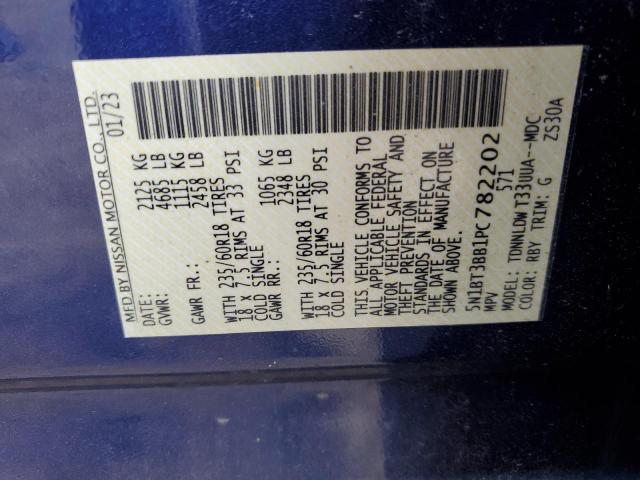 MFD BY NISSAN MOTOR CO., LTD.
DATE: 01/23
GVWR: 2125 KG
4685 LB
GAWR FR.: 1115 KG
2458 LB
WITH 235/60R18 TIRES
18 x 7.5 RIMS AT 33 PSI
COLD SINGLE
GAWR RR.: 1065 KG
2348 LB
WITH 235/60R18 TIRES
18 x 7.5 RIMS AT 30 PSI
COLD SINGLE
THIS VEHICLE CONFORMS TO
ALL APPLICABLE FEDERAL
MOTOR VEHICLE SAFETY AND
THEFT PREVENTION
STANDARDS IN EFFECT ON
THE DATE OF MANUFACTURE
SHOWN ABOVE.
5N1BT3BB1PC782202
MPV 571
MODEL: TDNNLDW T33UUA--MDC
COLOR: RBY TRIM: G ZS30A